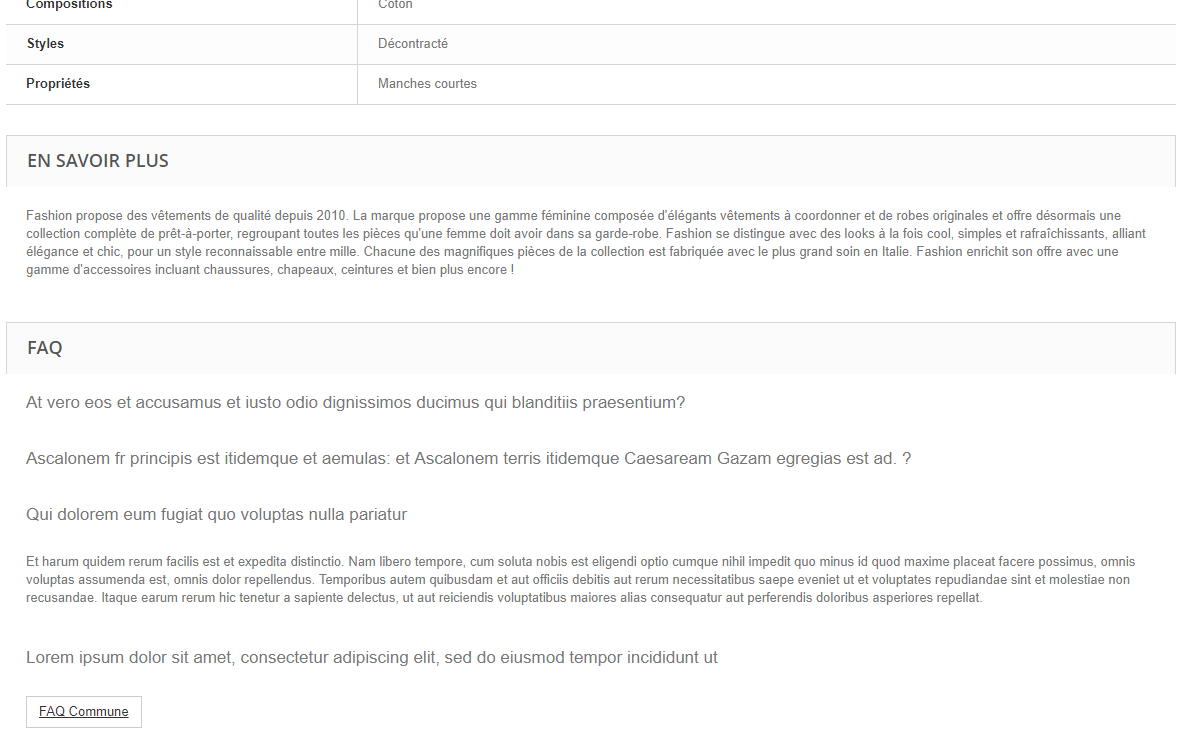 Compositions Coton
Styles Décontracté
Propriétés Manches courtes
EN SAVOIR PLUS
Fashion propose des vêtements de qualité depuis 2010. La marque propose une gamme féminine composée d'élégants vêtements à coordonner et de robes originales et offre désormais une
collection complète de prêt-à-porter, regroupant toutes les pièces qu'une femme doit avoir dans sa garde-robe. Fashion se distingue avec des looks à la fois cool, simples et rafraîchissants, alliant
élégance et chic, pour un style reconnaissable entre mille. Chacune des magnifiques pièces de la collection est fabriquée avec le plus grand soin en Italie. Fashion enrichit son offre avec une
gamme d'accessoires incluant chaussures, chapeaux, ceintures et bien plus encore !
FAQ
At vero eos et accusamus et iusto odio dignissimos ducimus qui blanditiis praesentium?
Ascalonem fr principis est itidemque et aemulas: et Ascalonem terris itidemque Caesaream Gazam egregias est ad. ?
Qui dolorem eum fugiat quo voluptas nulla pariatur
Et harum quidem rerum facilis est et expedita distinctio. Nam libero tempore, cum soluta nobis est eligendi optio cumque nihil impedit quo minus id quod maxime placeat facere possimus, omnis
voluptas assumenda est, omnis dolor repellendus. Temporibus autem quibusdam et aut officiis debitis aut rerum necessitatibus saepe eveniet ut et voluptates repudiandae sint et molestiae non
recusandae. Itaque earum rerum hic tenetur a sapiente delectus, ut aut reiciendis voluptatibus maiores alias consequatur aut perferendis doloribus asperiores repellat.
Lorem ipsum dolor sit amet, consectetur adipiscing elit, sed do eiusmod tempor incididunt ut
FAQ Commune